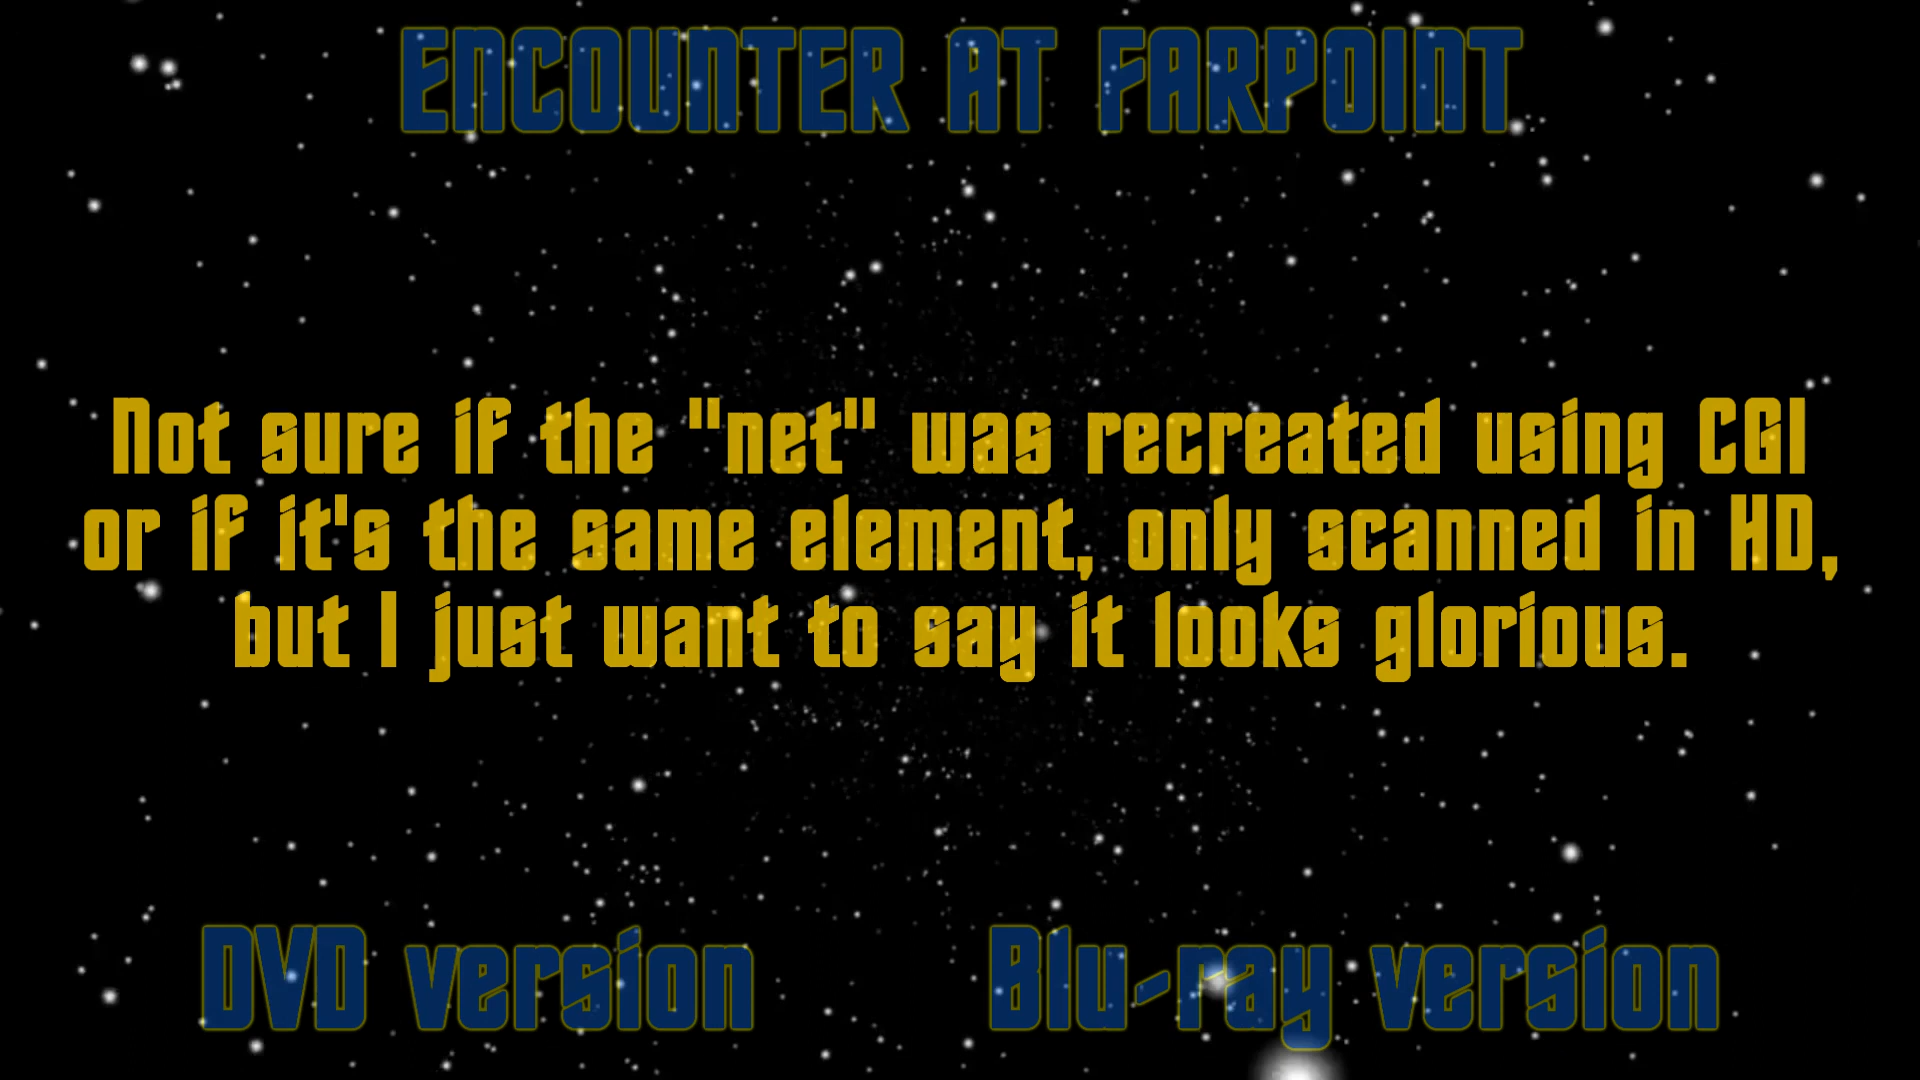 ENCOUNTER AT FARPOINT
Not sure if the "net" was recreated using CGI
or if it's the same element, only scanned in HD,
but I just want to say it looks glorious.
DVD version
Blu-ray version